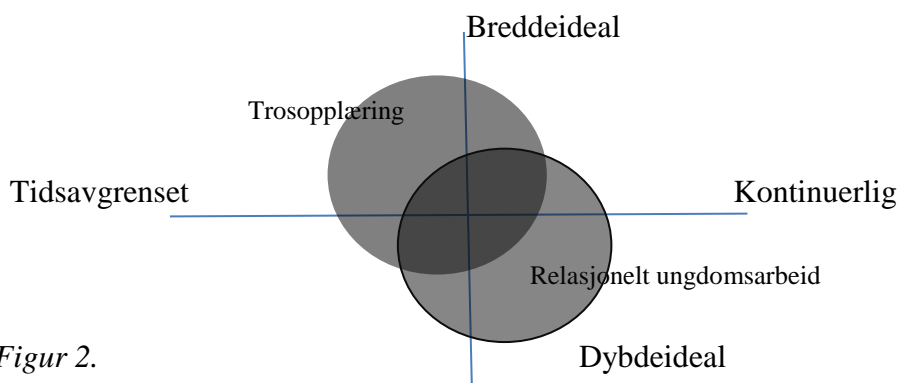 Breddeideal
Trosopplæring
Tidsavgrenset
Kontinuerlig
Relasjonelt ungdomsarbeid
Figur 2.
Dybdeideal